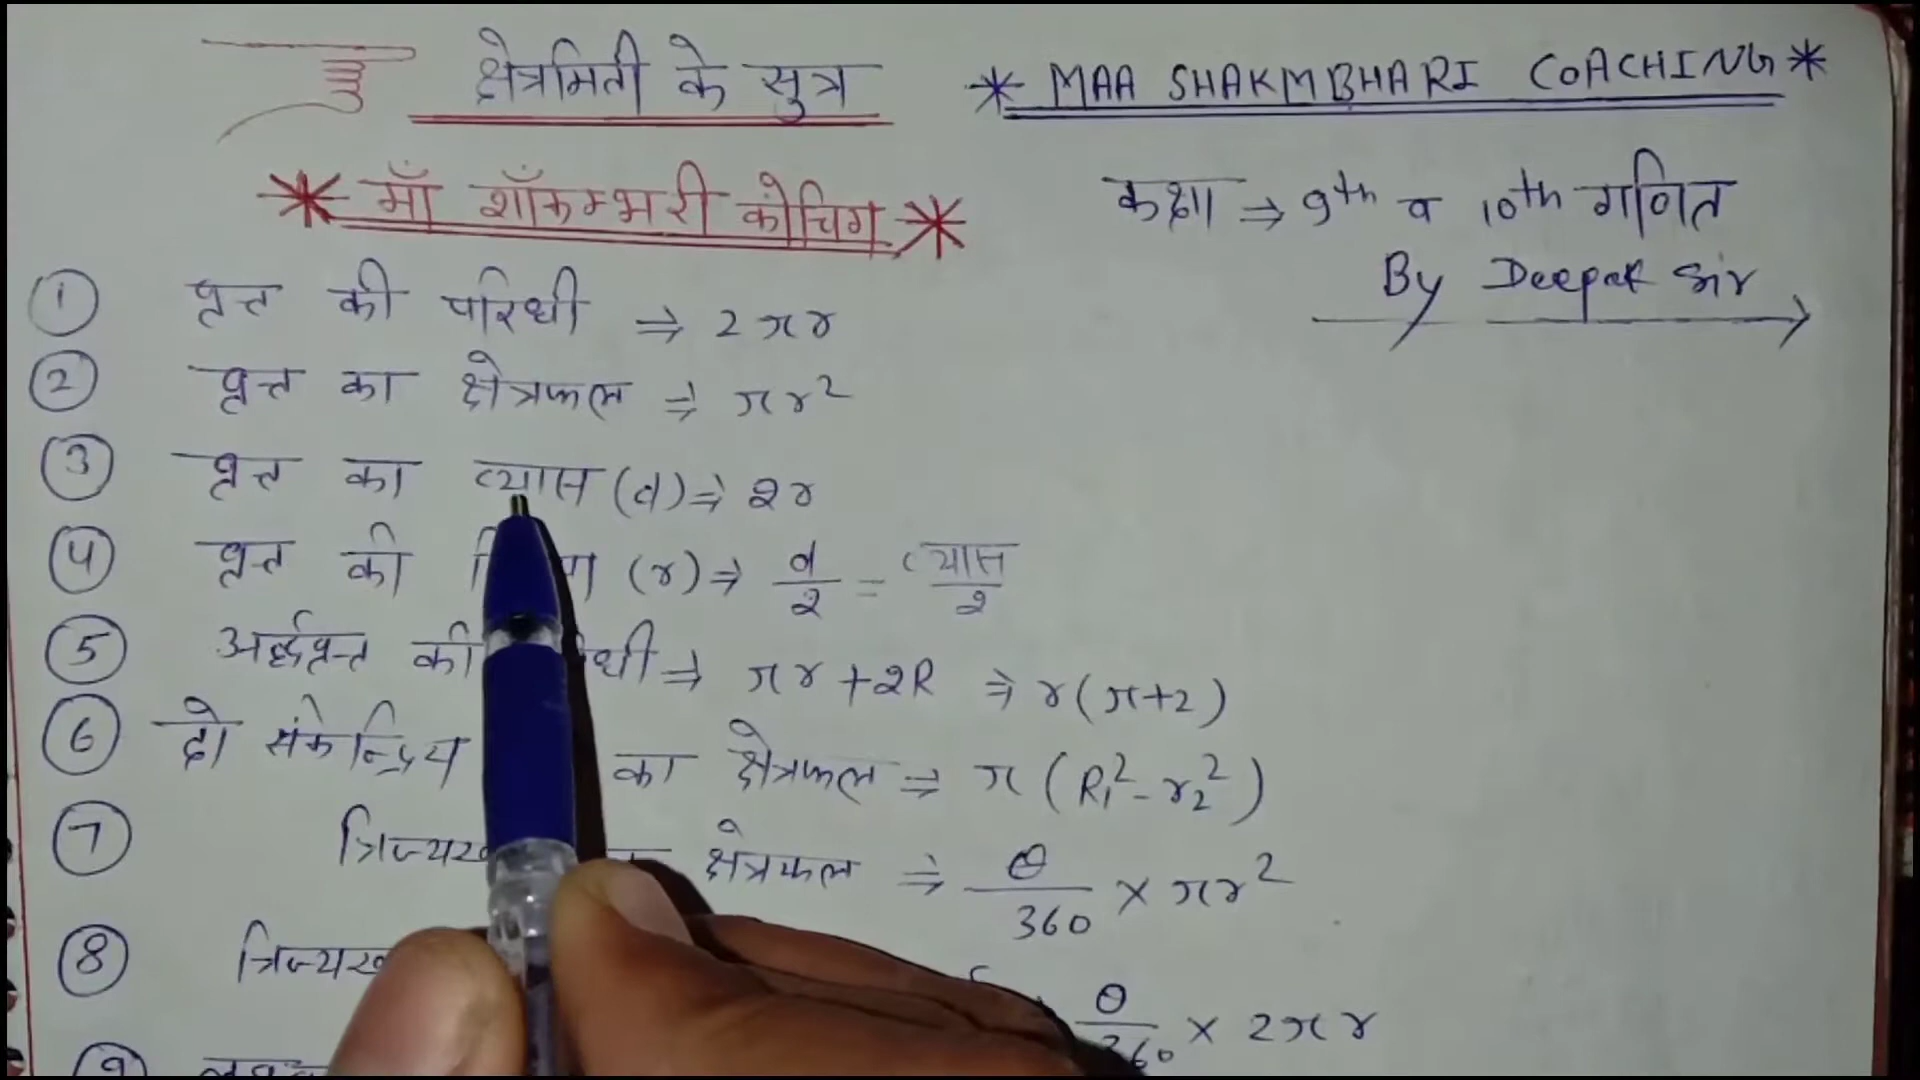 क्षेत्रमिती के सुत्र
* MAA SHAKMBHARI COACHING *
* माँ शाँकम्भरी कोचिग *
कक्षा ⇒ 9th व 10th गणित
By Deepak Sir
① वृत्त की परिधी ⇒ 2πr
② वृत्त का क्षेत्रफल ⇒ πr²
③ वृत्त का व्यास (d) ⇒ 2r
④ वृत्त की (r) ⇒ d/2 = व्यास/2
⑤ अर्द्धवृत्त की ⇒ πr + 2R ⇒ r(π+2)
⑥ दो संकेन्द्रिय का क्षेत्रफल ⇒ π(R₁² - r₂²)
⑦ क्षेत्रफल ⇒ θ/360 × πr²
⑧ θ/360 × 2πr
⑨